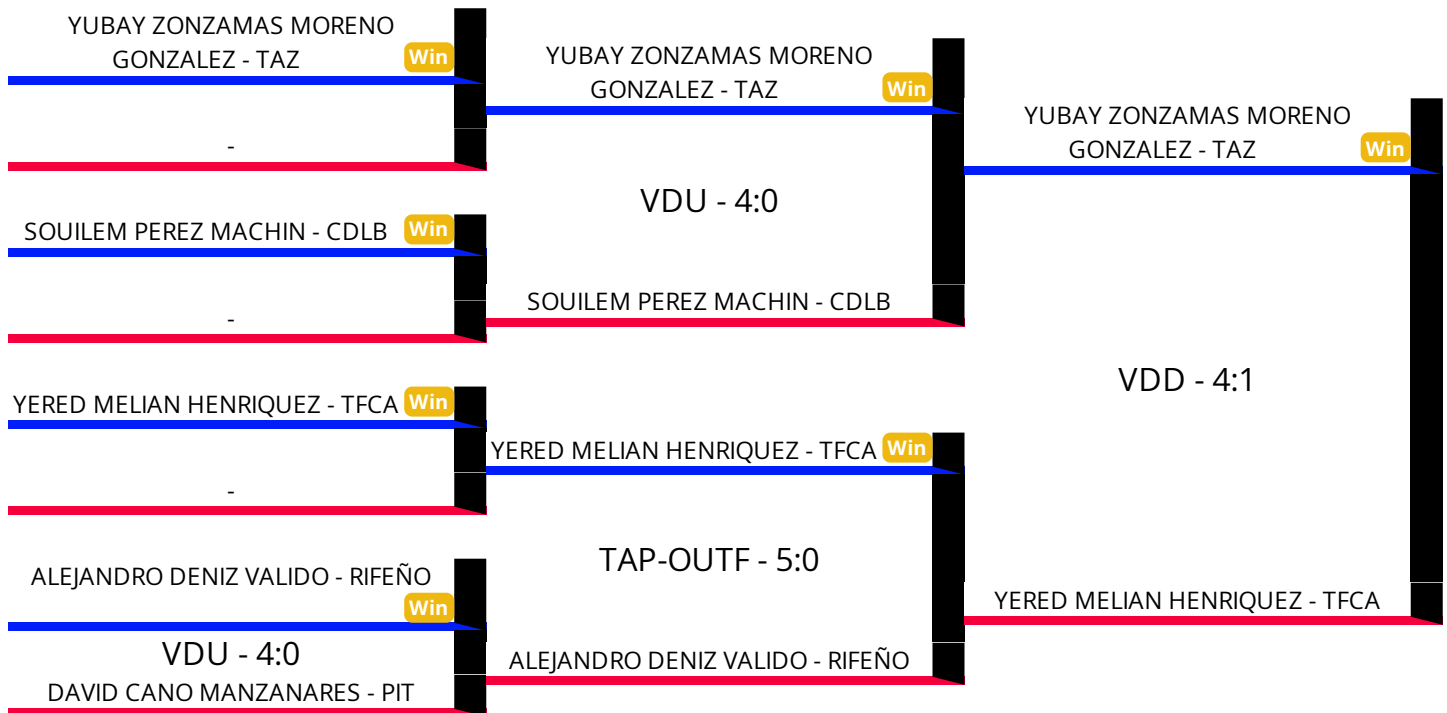 YUBAY ZONZAMAS MORENO
GONZALEZ - TAZ
Win
-
SOUILEM PEREZ MACHIN - CDLB
Win
-
YERED MELIAN HENRIQUEZ - TFCA
Win
-
ALEJANDRO DENIZ VALIDO - RIFEÑO
Win
VDU - 4:0
DAVID CANO MANZANARES - PIT
YUBAY ZONZAMAS MORENO
GONZALEZ - TAZ
Win
VDU - 4:0
SOUILEM PEREZ MACHIN - CDLB
YERED MELIAN HENRIQUEZ - TFCA
Win
TAP-OUTF - 5:0
ALEJANDRO DENIZ VALIDO - RIFEÑO
YUBAY ZONZAMAS MORENO
GONZALEZ - TAZ
Win
VDD - 4:1
YERED MELIAN HENRIQUEZ - TFCA